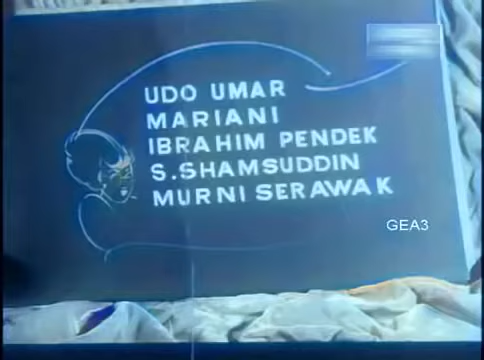 UDO UMAR
MARIANI
IBRAHIM PENDEK
S.SHAMSUDDIN
MURNI SERAWAK
GEA3